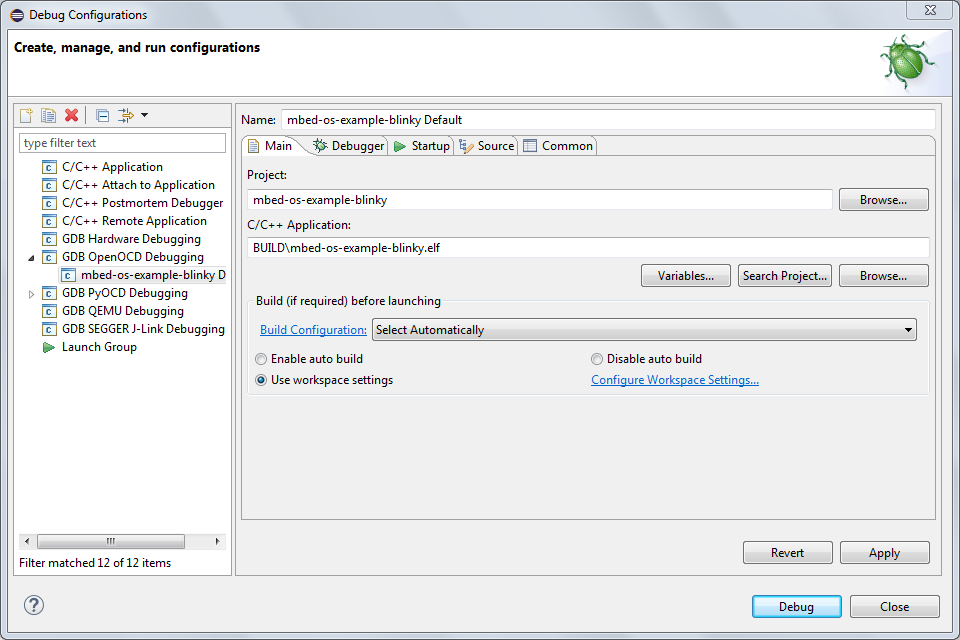 Debug Configurations
Create, manage, and run configurations
type filter text
C/C++ Application
C/C++ Attach to Application
C/C++ Postmortem Debugger
C/C++ Remote Application
GDB Hardware Debugging
GDB OpenOCD Debugging
mbed-os-example-blinky D
GDB PyOCD Debugging
GDB QEMU Debugging
GDB SEGGER J-Link Debugging
Launch Group
Filter matched 12 of 12 items
Name: mbed-os-example-blinky Default
Main Debugger Startup Source Common
Project:
mbed-os-example-blinky Browse...
C/C++ Application:
BUILD\mbed-os-example-blinky.elf
Variables... Search Project... Browse...
Build (if required) before launching
Build Configuration: Select Automatically
Enable auto build Disable auto build
Use workspace settings Configure Workspace Settings...
Revert Apply
? Debug Close